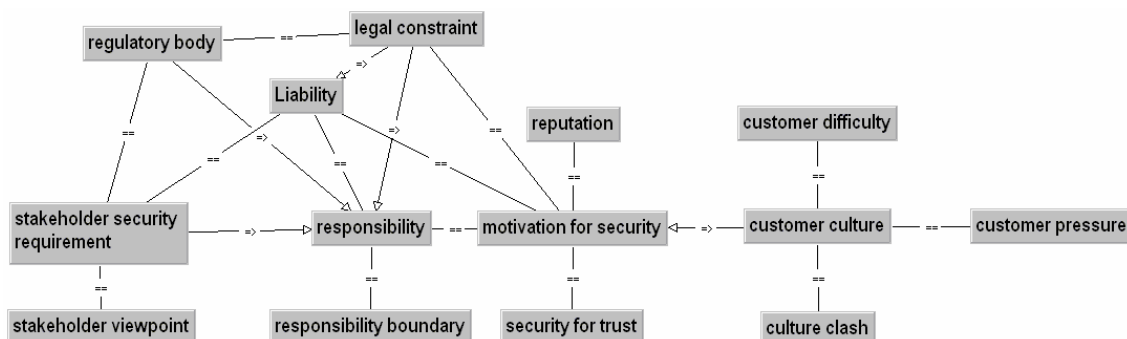 legal constraint
regulatory body
==
=>
Liability
reputation
customer difficulty
==
=>
=>
==
==
==
==
==
==
==
stakeholder security
requirement
=>
responsibility
==
motivation for security
=>
customer culture
==
customer pressure
==
==
==
==
stakeholder viewpoint
responsibility boundary
security for trust
culture clash